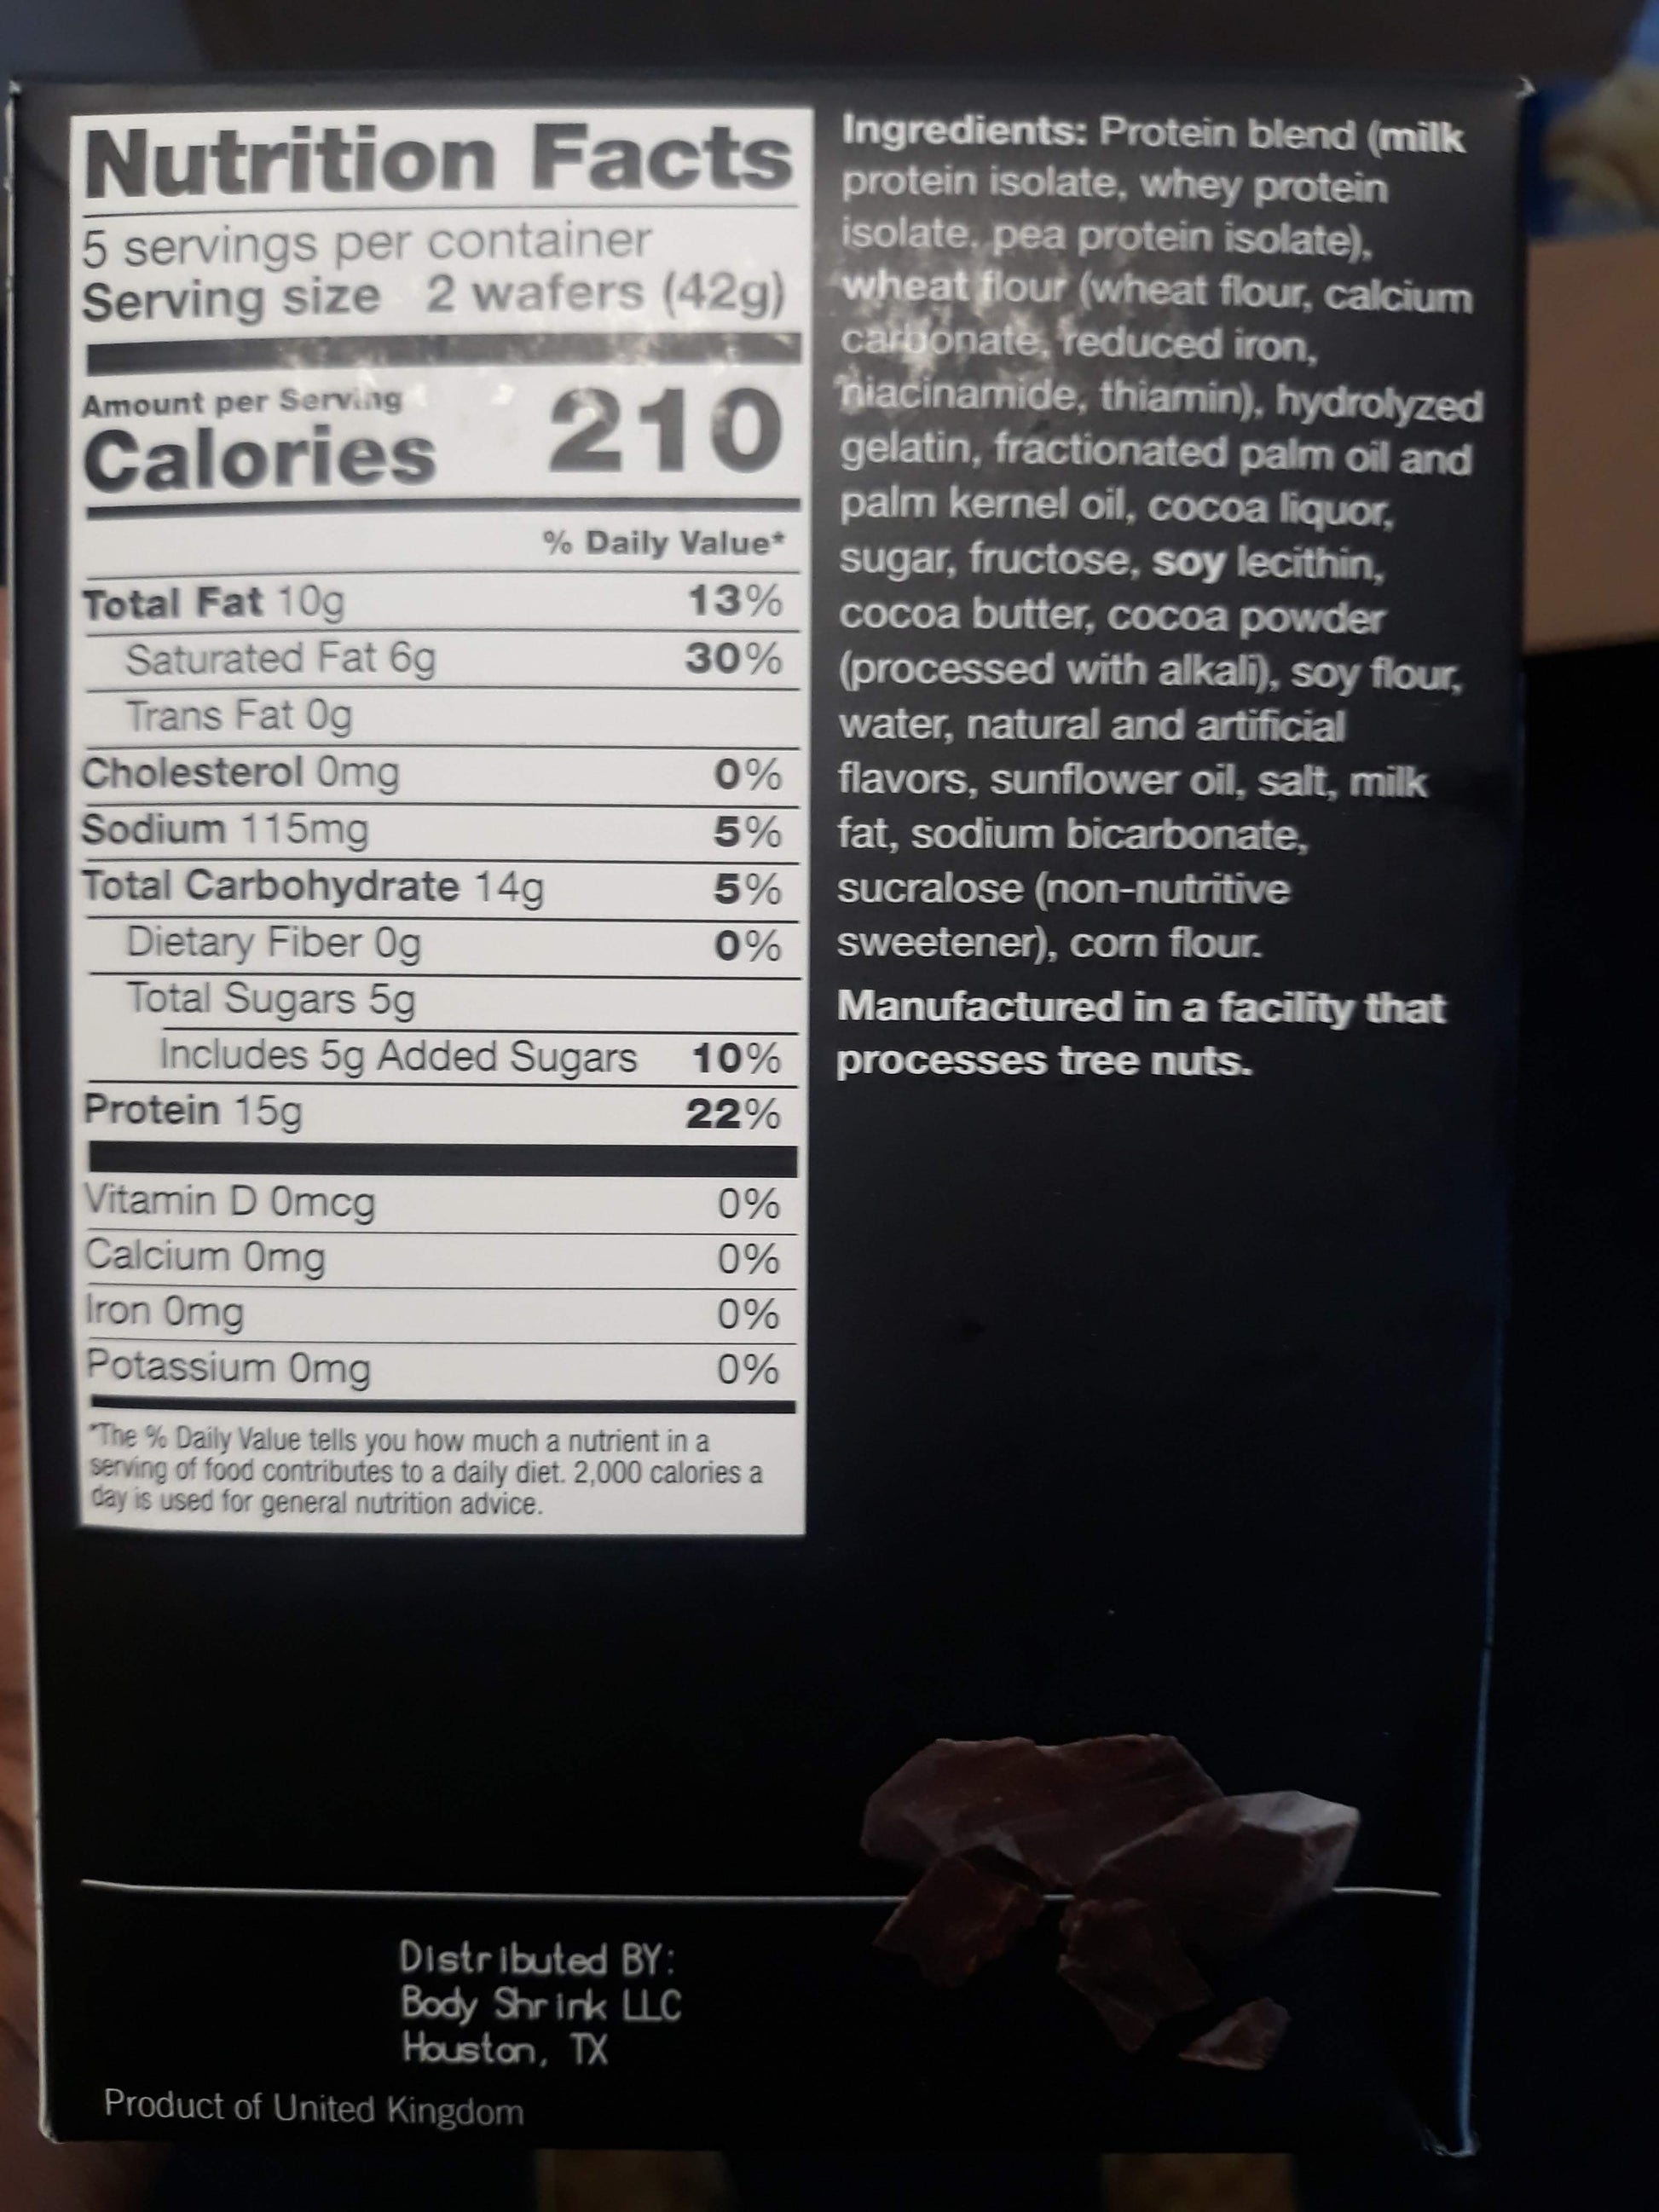 Nutrition Facts
5 servings per container
Serving size 2 wafers (42g)
Amount per Serving
Calories 210
% Daily Value*
Total Fat 10g 13%
Saturated Fat 6g 30%
Trans Fat 0g
Cholesterol 0mg 0%
Sodium 115mg 5%
Total Carbohydrate 14g 5%
Dietary Fiber 0g 0%
Total Sugars 5g
Includes 5g Added Sugars 10%
Protein 15g 22%
Vitamin D 0mcg 0%
Calcium 0mg 0%
Iron 0mg 0%
Potassium 0mg 0%
*The % Daily Value tells you how much a nutrient in a
serving of food contributes to a daily diet. 2,000 calories a
day is used for general nutrition advice.
Ingredients: Protein blend (milk
protein isolate, whey protein
isolate, pea protein isolate),
wheat flour (wheat flour, calcium
carbonate, reduced iron,
niacinamide, thiamin), hydrolyzed
gelatin, fractionated palm oil and
palm kernel oil, cocoa liquor,
sugar, fructose, soy lecithin,
cocoa butter, cocoa powder
(processed with alkali), soy flour,
water, natural and artificial
flavors, sunflower oil, salt, milk
fat, sodium bicarbonate,
sucralose (non-nutritive
sweetener), corn flour.
Manufactured in a facility that
processes tree nuts.
Distributed BY:
Body Shrink LLC
Houston, TX
Product of United Kingdom